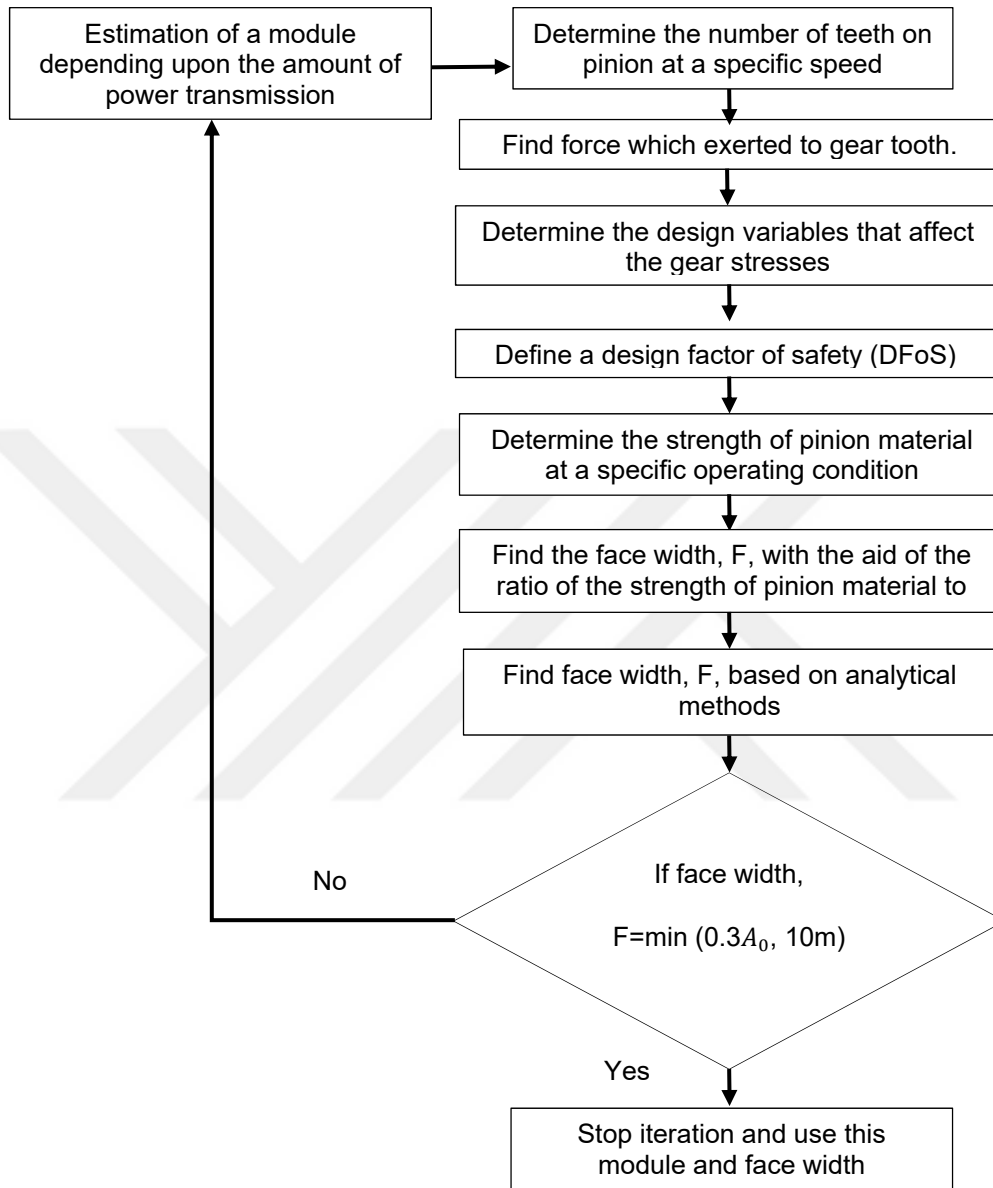 Estimation of a module
depending upon the amount of
power transmission
Determine the number of teeth on
pinion at a specific speed
Find force which exerted to gear tooth.
Determine the design variables that affect
the gear stresses
Define a design factor of safety (DFoS)
Determine the strength of pinion material
at a specific operating condition
Find the face width, F, with the aid of the
ratio of the strength of pinion material to
Find face width, F, based on analytical
methods
If face width,
F=min (0.3𝐴₀, 10m)
No
Yes
Stop iteration and use this
module and face width